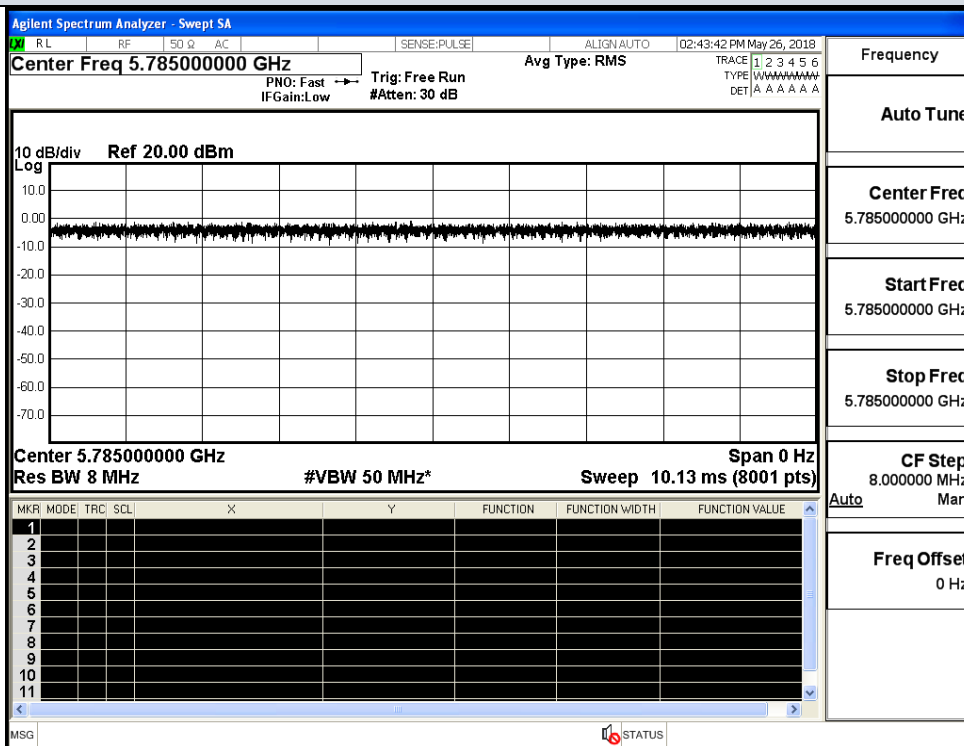 Agilent Spectrum Analyzer - Swept SA
LXI RL RF 50 Ω AC SENSE:PULSE ALIGN AUTO 02:43:42 PM May 26, 2018
Center Freq 5.785000000 GHz
PNO: Fast
IFGain:Low
Trig: Free Run
#Atten: 30 dB
Avg Type: RMS
TRACE 1 2 3 4 5 6
TYPE WWWWWW
DET A A A A A A
10 dB/div Ref 20.00 dBm
Log
10.0
0.00
-10.0
-20.0
-30.0
-40.0
-50.0
-60.0
-70.0
Center 5.785000000 GHz Span 0 Hz
Res BW 8 MHz #VBW 50 MHz* Sweep 10.13 ms (8001 pts)
MKR MODE TRC SCL X Y FUNCTION FUNCTION WIDTH FUNCTION VALUE
1
2
3
4
5
6
7
8
9
10
11
MSG STATUS
Frequency
Auto Tune
Center Freq
5.785000000 GHz
Start Freq
5.785000000 GHz
Stop Freq
5.785000000 GHz
CF Step
8.000000 MHz
Auto Man
Freq Offset
0 Hz